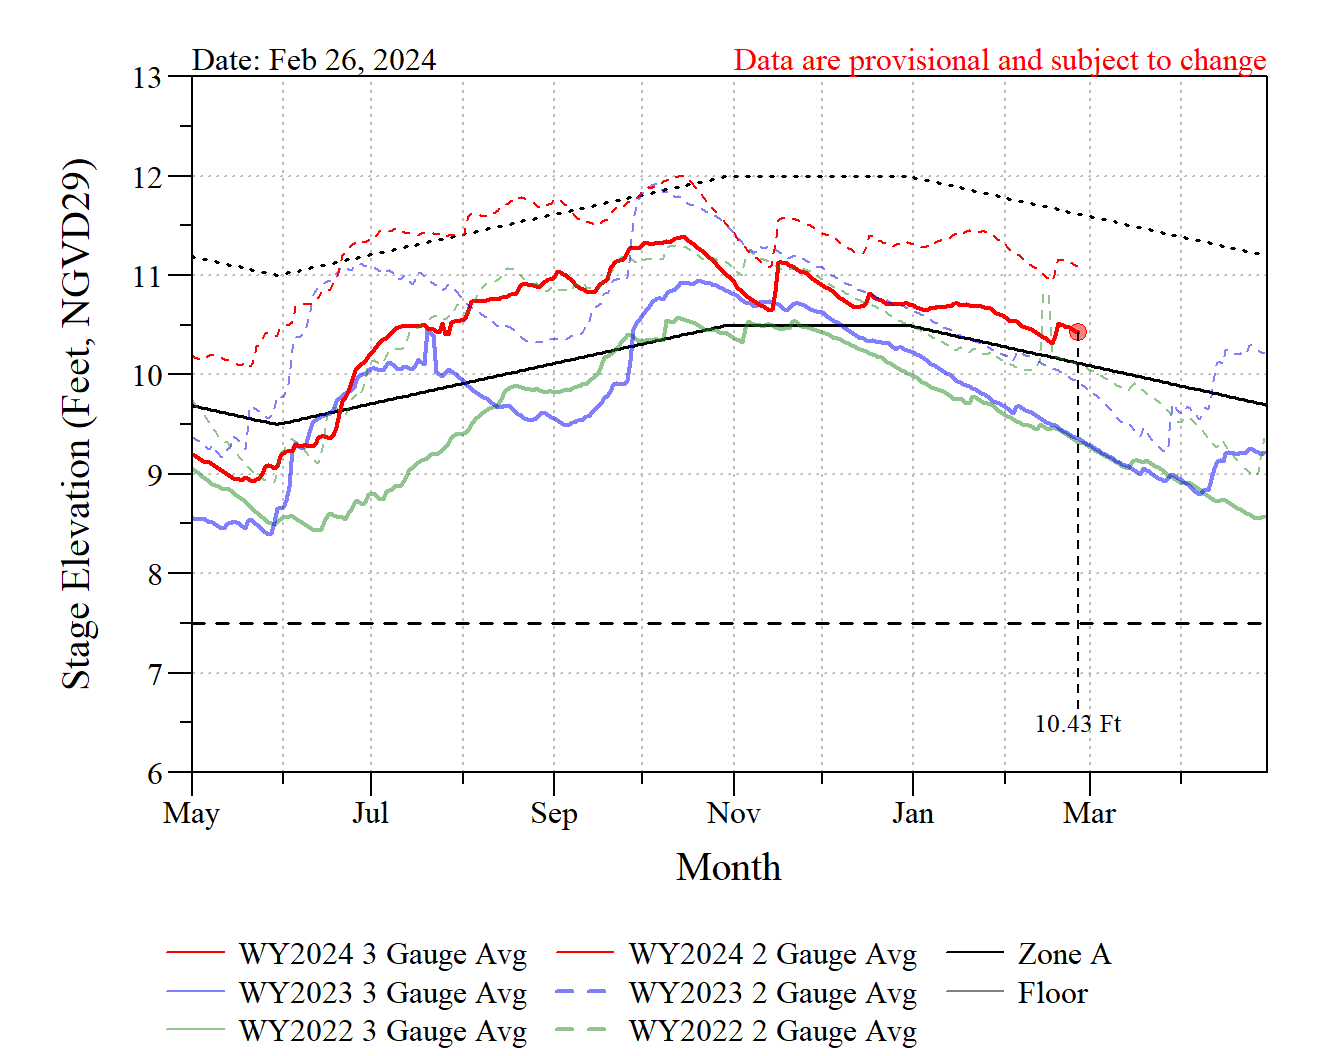 Date: Feb 26, 2024 Data are provisional and subject to change
13
12
11
10
9
8
7
6
Stage Elevation (Feet, NGVD29)
10.43 Ft
May Jul Sep Nov Jan Mar
Month
WY2024 3 Gauge Avg WY2024 2 Gauge Avg Zone A
WY2023 3 Gauge Avg WY2023 2 Gauge Avg Floor
WY2022 3 Gauge Avg WY2022 2 Gauge Avg